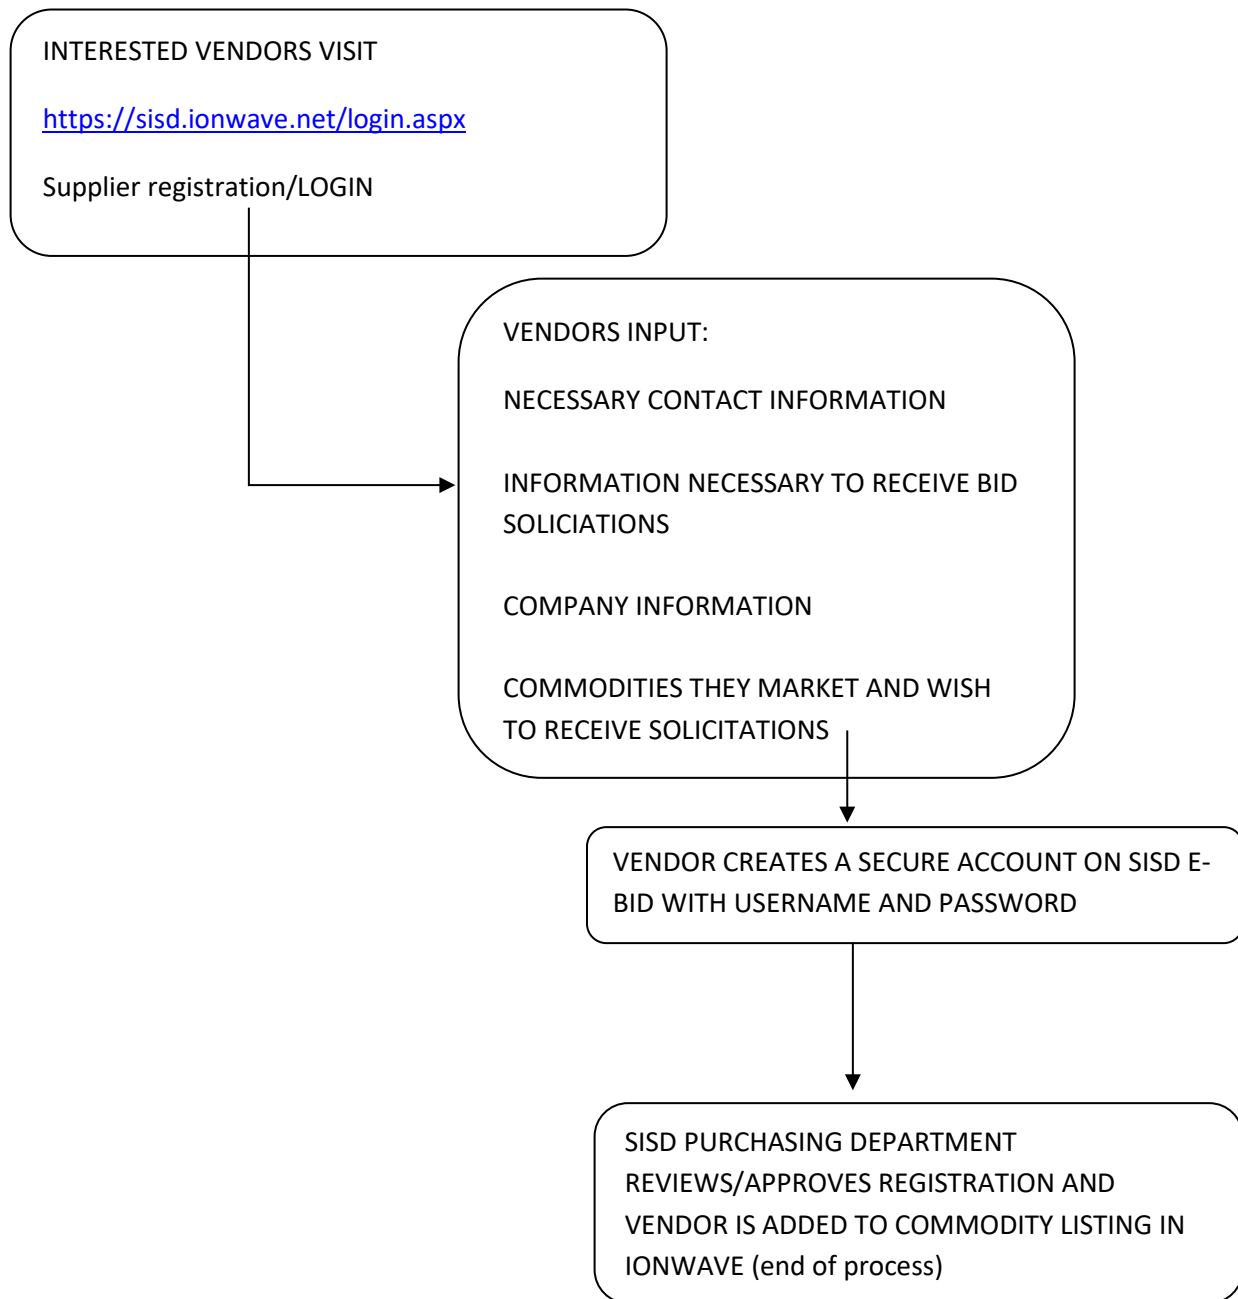 INTERESTED VENDORS VISIT
https://sisd.ionwave.net/login.aspx
Supplier registration/LOGIN
VENDORS INPUT:
NECESSARY CONTACT INFORMATION
INFORMATION NECESSARY TO RECEIVE BID
SOLICIATIONS
COMPANY INFORMATION
COMMODITIES THEY MARKET AND WISH
TO RECEIVE SOLICITATIONS
VENDOR CREATES A SECURE ACCOUNT ON SISD E-
BID WITH USERNAME AND PASSWORD
SISD PURCHASING DEPARTMENT
REVIEWS/APPROVES REGISTRATION AND
VENDOR IS ADDED TO COMMODITY LISTING IN
IONWAVE (end of process)